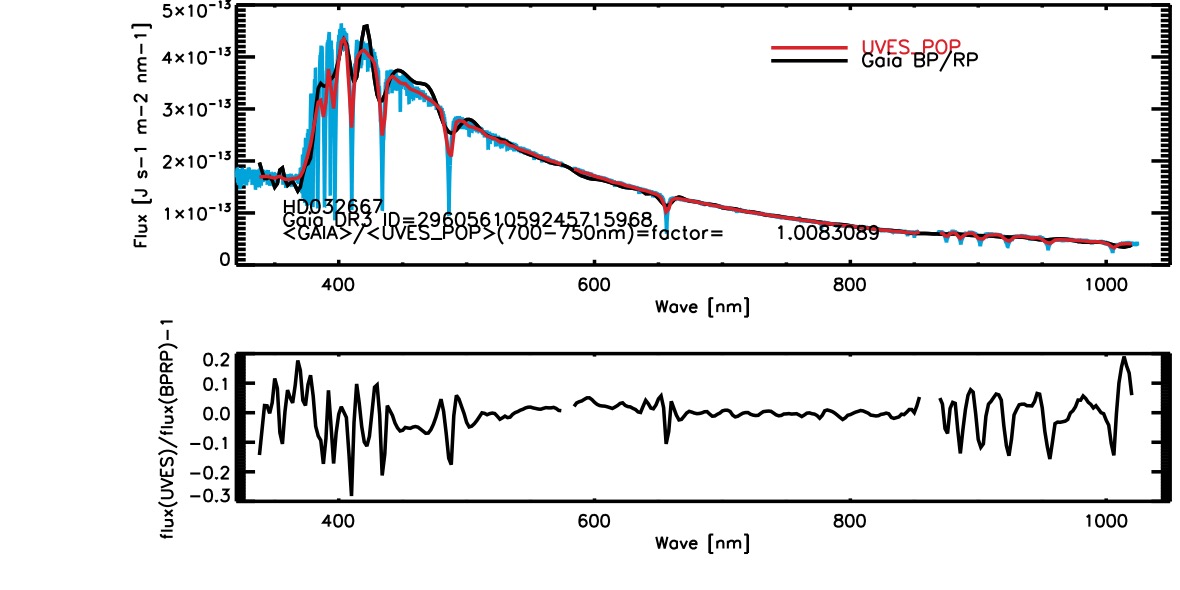 5×10−13
4×10−13
3×10−13
2×10−13
1×10−13
0
Flux [J s−1 m−2 nm−1]
UVES_POP
Gaia BP/RP
HD032667
Gaia DR3 ID=2960561059245715968
<GAIA>/<UVES_POP>(700−750nm)=factor= 1.0083089
400 600 800 1000
Wave [nm]
flux(UVES)/flux(BPRP)−1
0.2
0.1
0.0
−0.1
−0.2
−0.3
400 600 800 1000
Wave [nm]